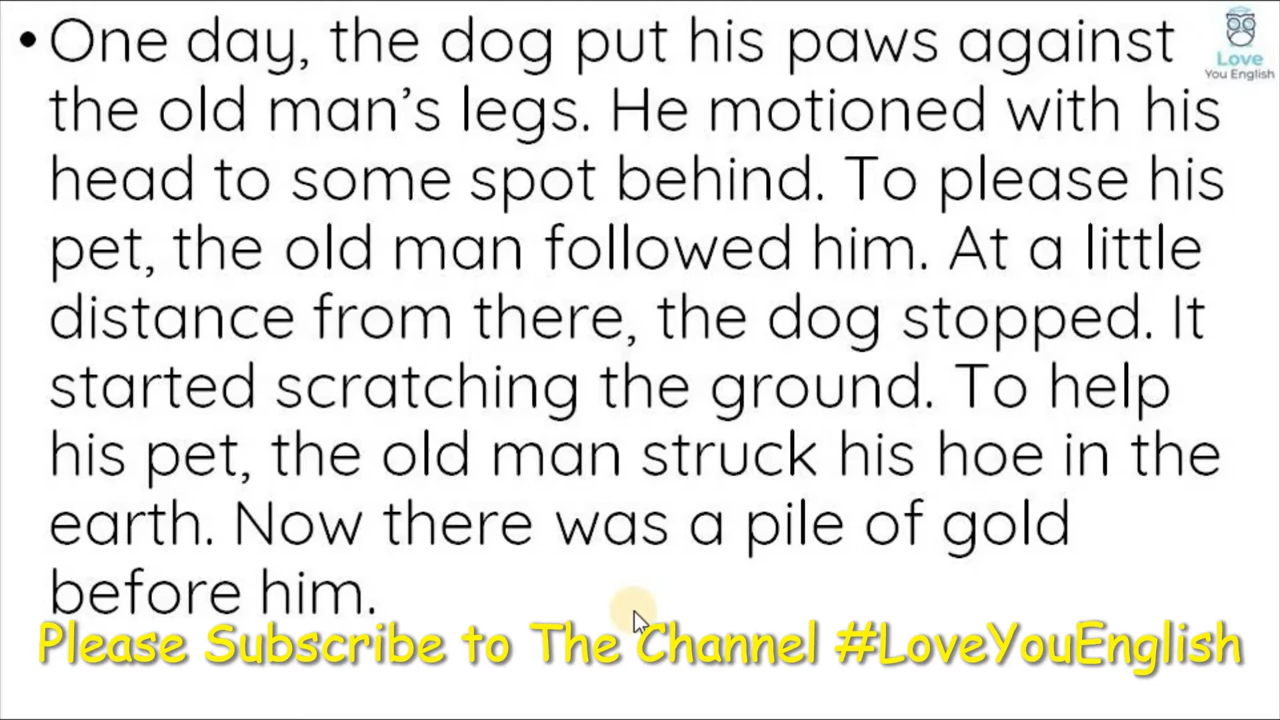 • One day, the dog put his paws against
the old man’s legs. He motioned with his
head to some spot behind. To please his
pet, the old man followed him. At a little
distance from there, the dog stopped. It
started scratching the ground. To help
his pet, the old man struck his hoe in the
earth. Now there was a pile of gold
before him.
Love
You English
Please Subscribe to The Channel #LoveYouEnglish